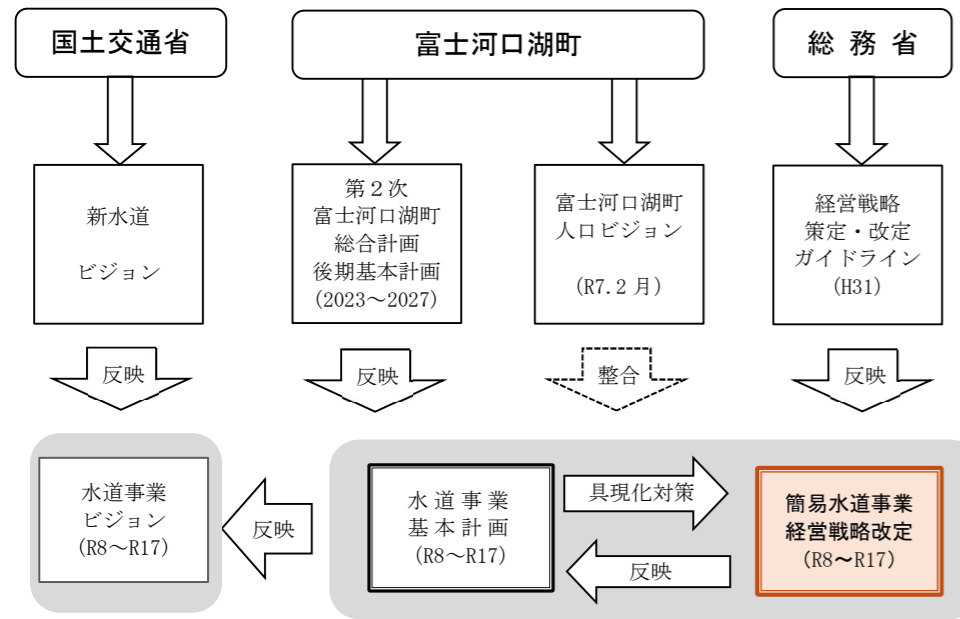 国土交通省
富士河口湖町
総務省
新水道
ビジョン
第２次
富士河口湖町
総合計画
後期基本計画
(2023～2027)
富士河口湖町
人口ビジョン
(R7.2月)
経営戦略
策定・改定
ガイドライン
(H31)
反映
反映
整合
反映
水道事業
ビジョン
(R8～R17)
反映
水道事業
基本計画
(R8～R17)
具現化対策
反映
簡易水道事業
経営戦略改定
(R8～R17)